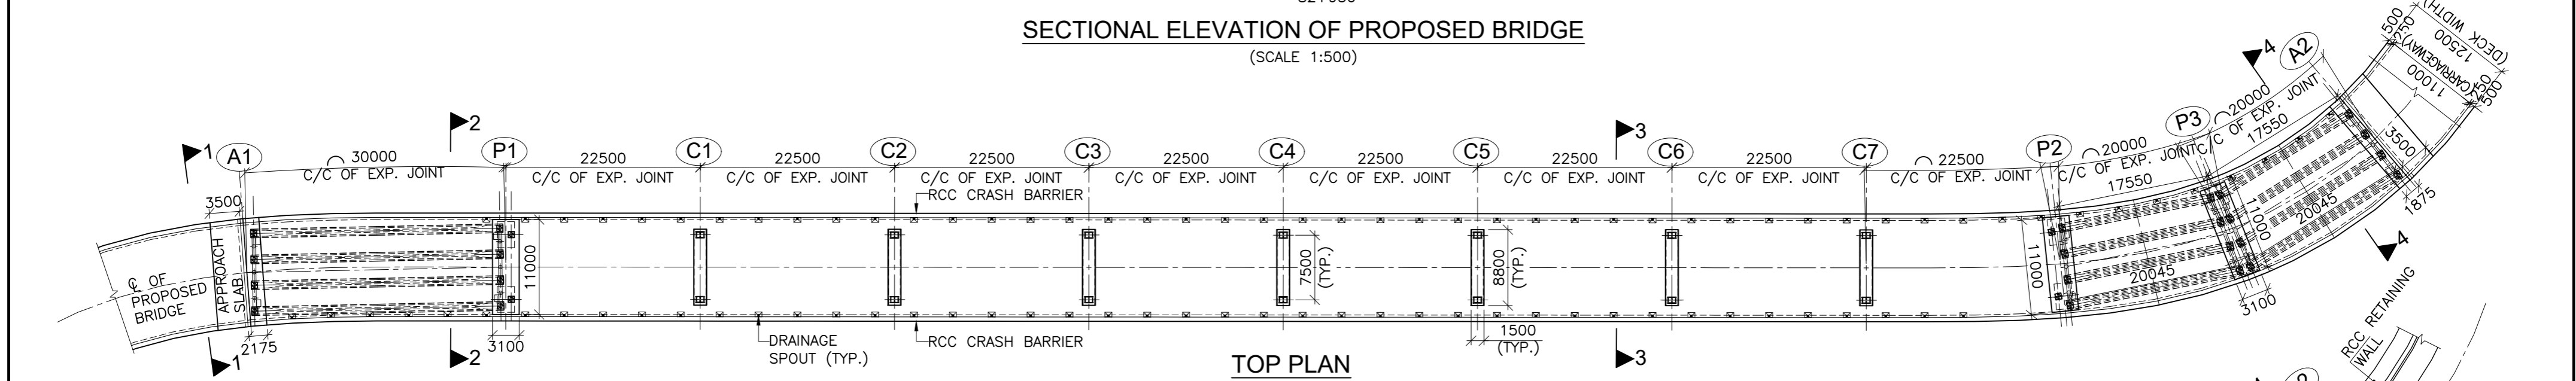 SECTIONAL ELEVATION OF PROPOSED BRIDGE
(SCALE 1:500)
500
250
12500
(DECK WIDTH)
11000
(CARRIAGEWAY)
250
500
4
A2
20000
C/C OF EXP. JOINT
17550
P3
20000
C/C OF EXP. JOINT
17550
P2
1
A1
30000
C/C OF EXP. JOINT
2
P1
22500
C/C OF EXP. JOINT
C1
22500
C/C OF EXP. JOINT
C2
22500
C/C OF EXP. JOINT
C3
22500
C/C OF EXP. JOINT
C4
22500
C/C OF EXP. JOINT
C5
22500
C/C OF EXP. JOINT
3
C6
22500
C/C OF EXP. JOINT
C7
22500
C/C OF EXP. JOINT
RCC CRASH BARRIER
3500
3500
1875
℄ OF
PROPOSED
BRIDGE
APPROACH
SLAB
11000
7500
(TYP.)
8800
(TYP.)
11000
20045
11000
20045
3100
4
1
2175
2
3100
DRAINAGE
SPOUT (TYP.)
RCC CRASH BARRIER
1500
(TYP.)
3
TOP PLAN
RCC RETAINING
WALL